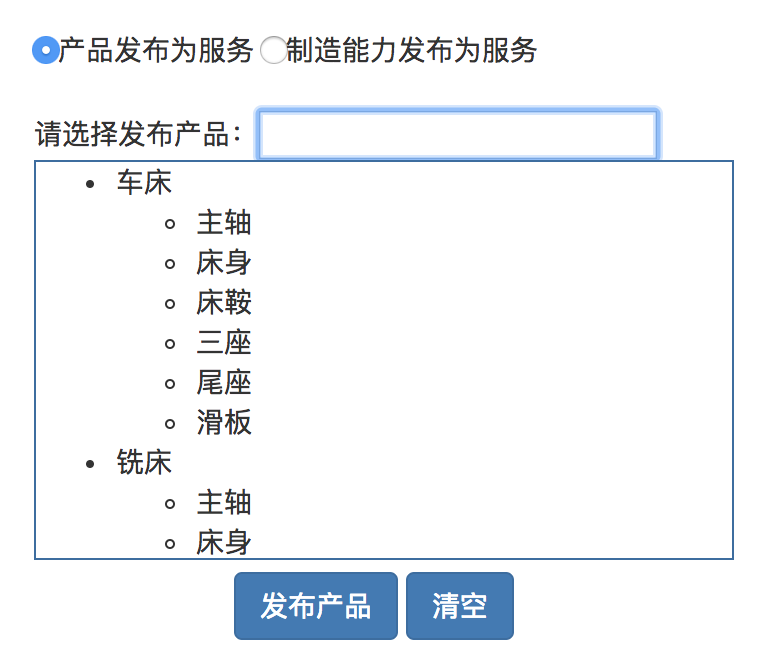 产品发布为服务 制造能力发布为服务
请选择发布产品：
车床
主轴
床身
床鞍
三座
尾座
滑板
铣床
主轴
床身
发布产品 清空